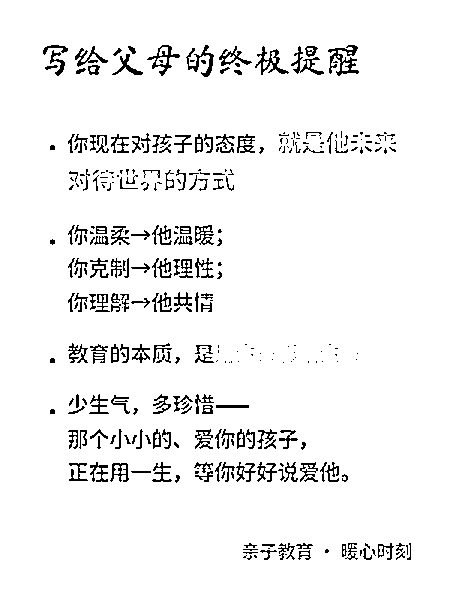 写给父母的终极提醒
你现在对孩子的态度，就是他未来
对待世界的方式
你温柔→他温暖；
你克制→他理性；
你理解→他共情
教育的本质，是
少生气，多珍惜——
那个小小的、爱你的孩子，
正在用一生，等你好好说爱他。
亲子教育 · 暖心时刻